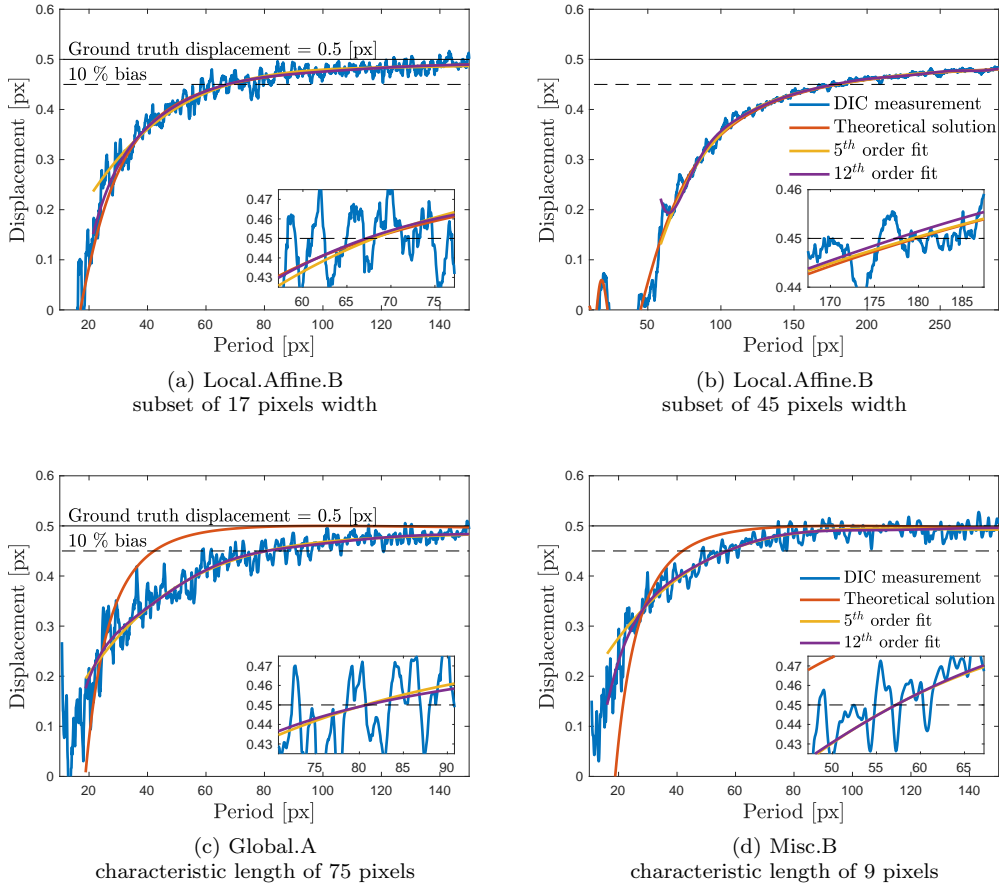 0.6
0.5
0.4
0.3
0.2
0.1
0
Displacement [px]
Ground truth displacement = 0.5 [px]
10 % bias
0.47
0.46
0.45
0.44
0.43
60 65 70 75
20 40 60 80 100 120 140
Period [px]
(a) Local.Affine.B
subset of 17 pixels width
0.6
0.5
0.4
0.3
0.2
0.1
0
Displacement [px]
DIC measurement
Theoretical solution
5th order fit
12th order fit
0.46
0.45
0.44
170 175 180 185
50 100 150 200 250
Period [px]
(b) Local.Affine.B
subset of 45 pixels width
0.6
0.5
0.4
0.3
0.2
0.1
0
Displacement [px]
Ground truth displacement = 0.5 [px]
10 % bias
0.47
0.46
0.45
0.44
0.43
75 80 85 90
20 40 60 80 100 120 140
Period [px]
(c) Global.A
characteristic length of 75 pixels
0.6
0.5
0.4
0.3
0.2
0.1
0
Displacement [px]
DIC measurement
Theoretical solution
5th order fit
12th order fit
0.47
0.46
0.45
0.44
0.43
50 55 60 65
20 40 60 80 100 120 140
Period [px]
(d) Misc.B
characteristic length of 9 pixels